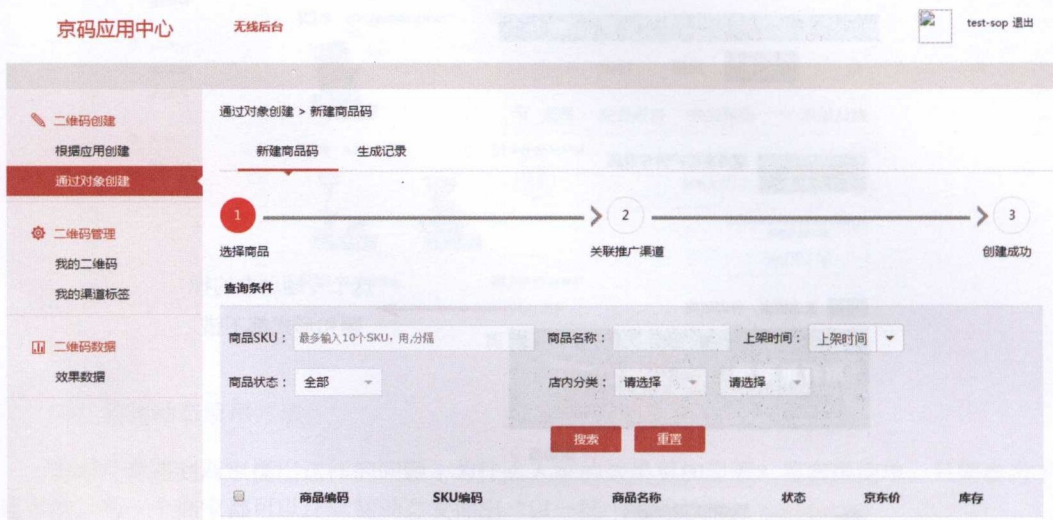 京码应用中心 无线后台 test-sop 退出
二维码创建
根据应用创建
通过对象创建
二维码管理
我的二维码
我的渠道标签
二维码数据
效果数据
通过对象创建 > 新建商品码
新建商品码 生成记录
1 2 3
选择商品 关联推广渠道 创建成功
查询条件
商品SKU： 最多输入10个SKU，用,分隔 商品名称： 上架时间： 上架时间
商品状态： 全部 店内分类： 请选择 请选择
搜索 重置
商品编码 SKU编码 商品名称 状态 京东价 库存